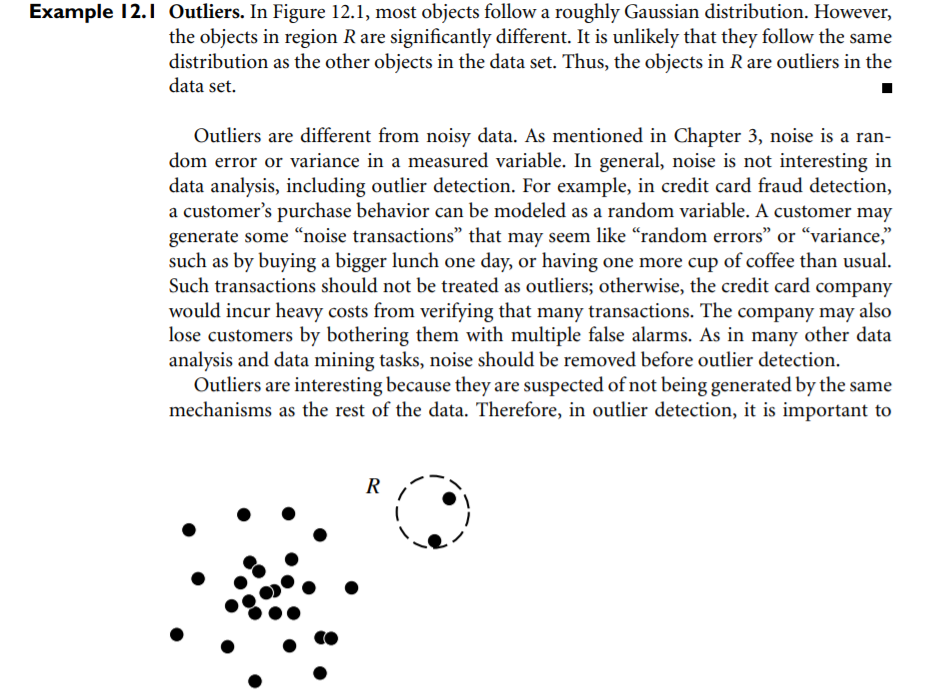 Example 12.1 Outliers. In Figure 12.1, most objects follow a roughly Gaussian distribution. However,
the objects in region R are significantly different. It is unlikely that they follow the same
distribution as the other objects in the data set. Thus, the objects in R are outliers in the
data set.
Outliers are different from noisy data. As mentioned in Chapter 3, noise is a ran-
dom error or variance in a measured variable. In general, noise is not interesting in
data analysis, including outlier detection. For example, in credit card fraud detection,
a customer’s purchase behavior can be modeled as a random variable. A customer may
generate some “noise transactions” that may seem like “random errors” or “variance,”
such as by buying a bigger lunch one day, or having one more cup of coffee than usual.
Such transactions should not be treated as outliers; otherwise, the credit card company
would incur heavy costs from verifying that many transactions. The company may also
lose customers by bothering them with multiple false alarms. As in many other data
analysis and data mining tasks, noise should be removed before outlier detection.
Outliers are interesting because they are suspected of not being generated by the same
mechanisms as the rest of the data. Therefore, in outlier detection, it is important to
R